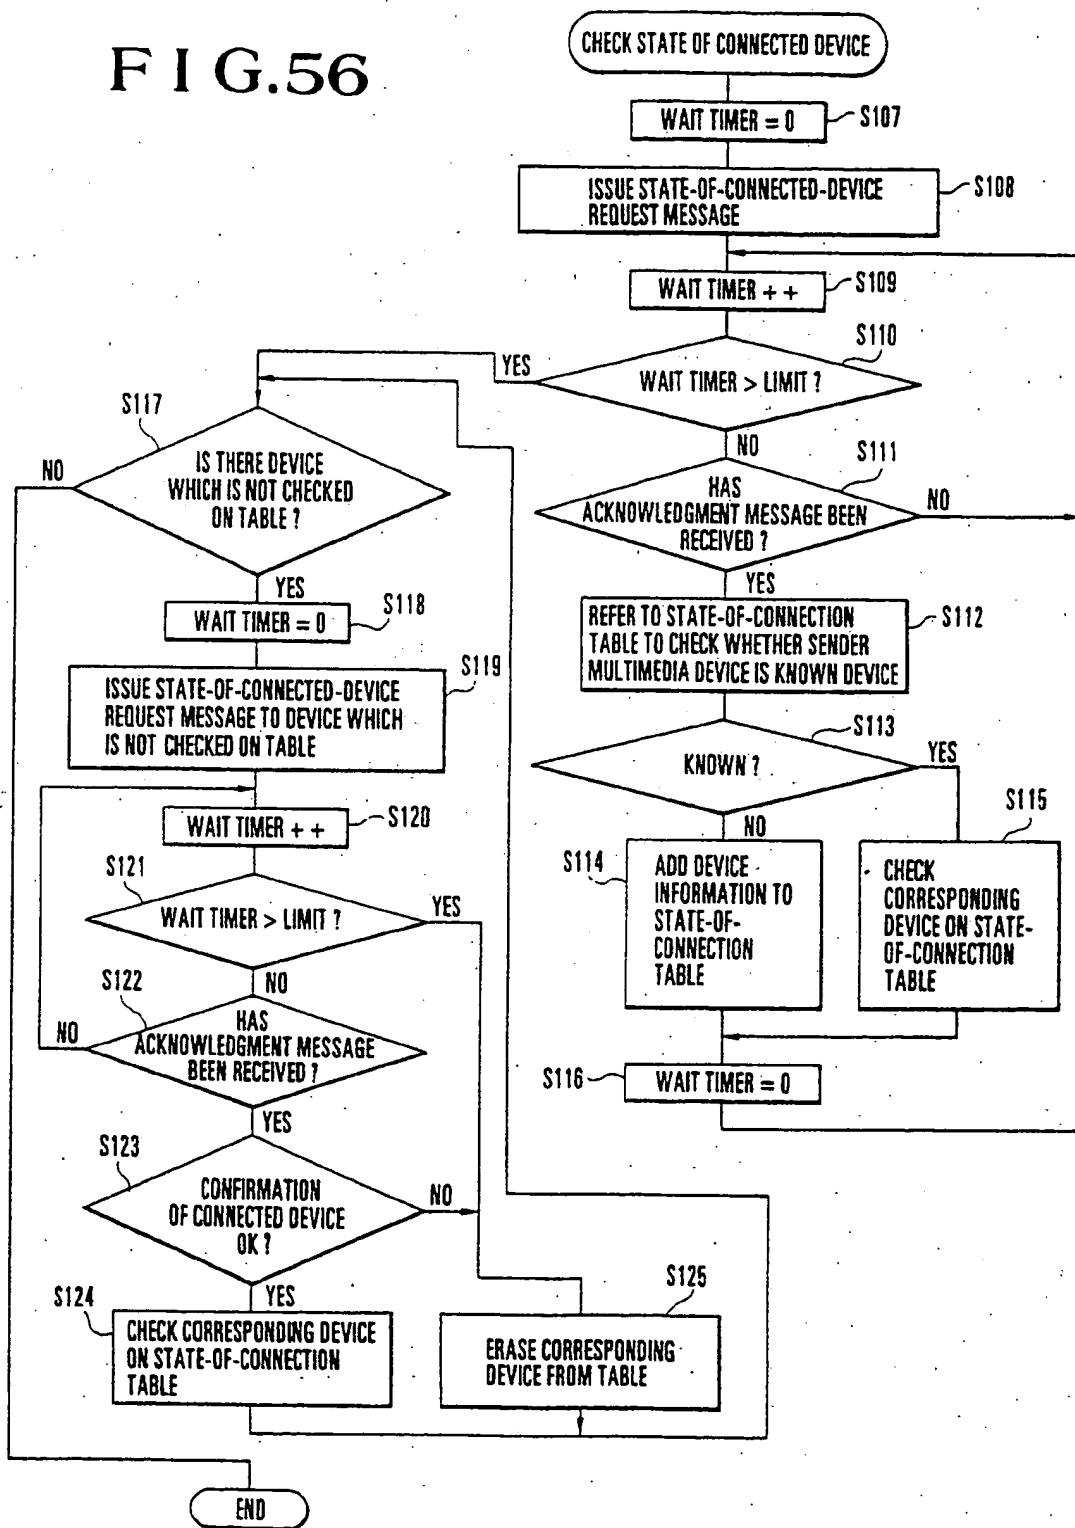 FIG.56
CHECK STATE OF CONNECTED DEVICE
WAIT TIMER = 0
S107
ISSUE STATE-OF-CONNECTED-DEVICE
REQUEST MESSAGE
S108
WAIT TIMER + +
S109
S110
WAIT TIMER > LIMIT ?
YES
NO
S111
HAS
ACKNOWLEDGMENT MESSAGE BEEN
RECEIVED ?
NO
YES
REFER TO STATE-OF-CONNECTION
TABLE TO CHECK WHETHER SENDER
MULTIMEDIA DEVICE IS KNOWN DEVICE
S112
S113
KNOWN ?
YES
NO
S114
ADD DEVICE
INFORMATION TO
STATE-OF-
CONNECTION
TABLE
S115
CHECK
CORRESPONDING
DEVICE ON STATE-
OF-CONNECTION
TABLE
S116
WAIT TIMER = 0
S117
NO
IS THERE DEVICE
WHICH IS NOT CHECKED
ON TABLE ?
YES
WAIT TIMER = 0
S118
S119
ISSUE STATE-OF-CONNECTED-DEVICE
REQUEST MESSAGE TO DEVICE WHICH
IS NOT CHECKED ON TABLE
WAIT TIMER + +
S120
S121
WAIT TIMER > LIMIT ?
YES
NO
S122
NO
HAS
ACKNOWLEDGMENT MESSAGE
BEEN RECEIVED ?
YES
S123
CONFIRMATION
OF CONNECTED DEVICE
OK ?
NO
YES
S124
CHECK CORRESPONDING DEVICE
ON STATE-OF-CONNECTION
TABLE
S125
ERASE CORRESPONDING
DEVICE FROM TABLE
END